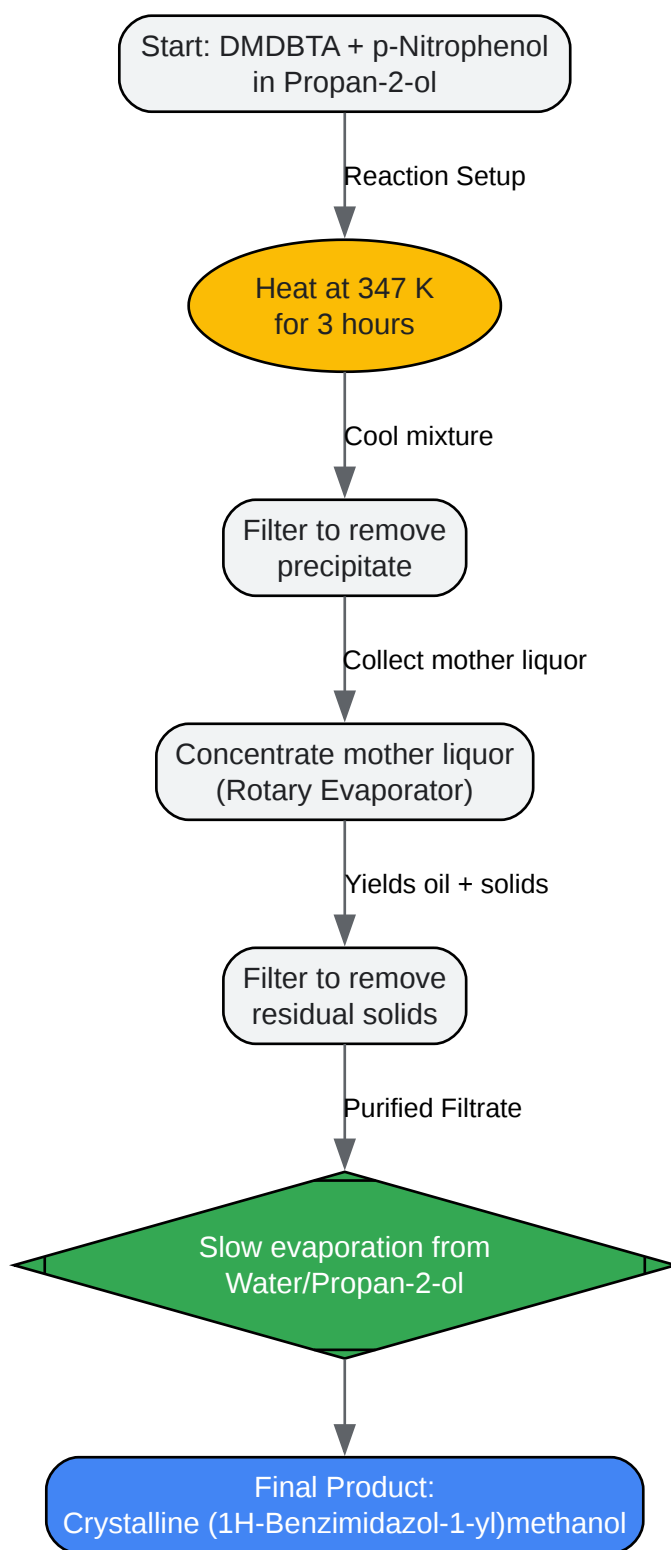 Start: DMDBTA + p-Nitrophenol
in Propan-2-ol
Reaction Setup
Heat at 347 K
for 3 hours
Cool mixture
Filter to remove
precipitate
Collect mother liquor
Concentrate mother liquor
(Rotary Evaporator)
Yields oil + solids
Filter to remove
residual solids
Purified Filtrate
Slow evaporation from
Water/Propan-2-ol
Final Product:
Crystalline (1H-Benzimidazol-1-yl)methanol